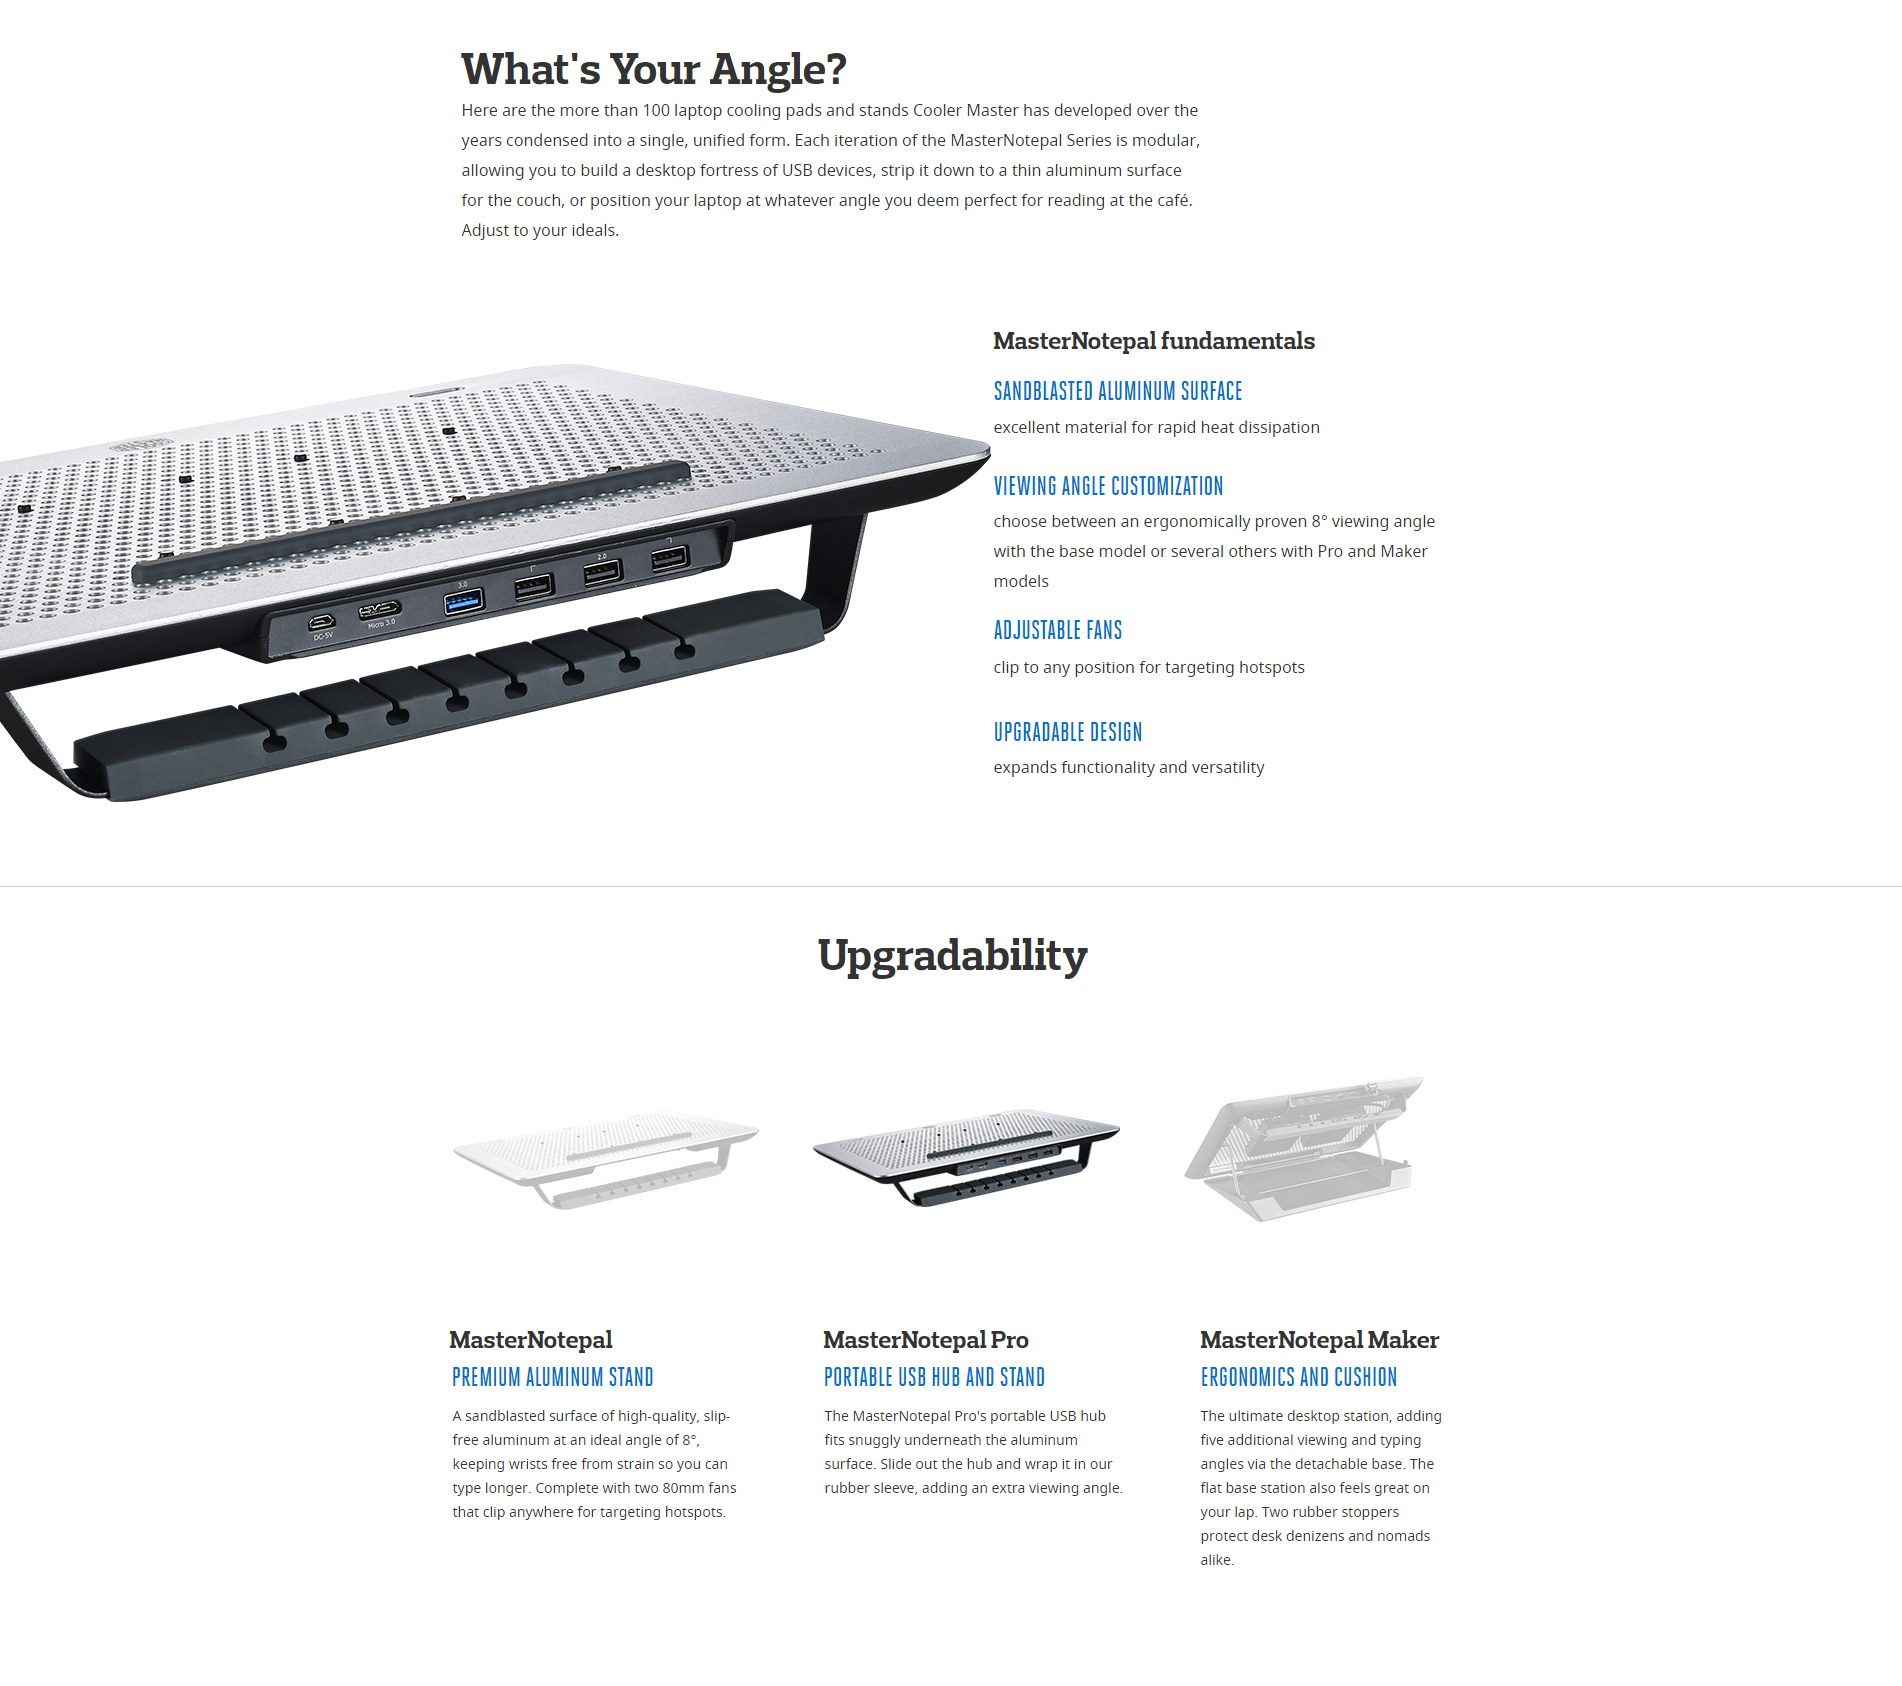 What's Your Angle?
Here are the more than 100 laptop cooling pads and stands Cooler Master has developed over the
years condensed into a single, unified form. Each iteration of the MasterNotepal Series is modular,
allowing you to build a desktop fortress of USB devices, strip it down to a thin aluminum surface
for the couch, or position your laptop at whatever angle you deem perfect for reading at the café.
Adjust to your ideals.
MasterNotepal fundamentals
SANDBLASTED ALUMINUM SURFACE
excellent material for rapid heat dissipation
VIEWING ANGLE CUSTOMIZATION
choose between an ergonomically proven 8° viewing angle
with the base model or several others with Pro and Maker
models
ADJUSTABLE FANS
clip to any position for targeting hotspots
UPGRADABLE DESIGN
expands functionality and versatility
DC-5V
Micro 3.0
3.0
2.0
Upgradability
MasterNotepal
PREMIUM ALUMINUM STAND
A sandblasted surface of high-quality, slip-
free aluminum at an ideal angle of 8°,
keeping wrists free from strain so you can
type longer. Complete with two 80mm fans
that clip anywhere for targeting hotspots.
MasterNotepal Pro
PORTABLE USB HUB AND STAND
The MasterNotepal Pro's portable USB hub
fits snuggly underneath the aluminum
surface. Slide out the hub and wrap it in our
rubber sleeve, adding an extra viewing angle.
MasterNotepal Maker
ERGONOMICS AND CUSHION
The ultimate desktop station, adding
five additional viewing and typing
angles via the detachable base. The
flat base station also feels great on
your lap. Two rubber stoppers
protect desk denizens and nomads
alike.